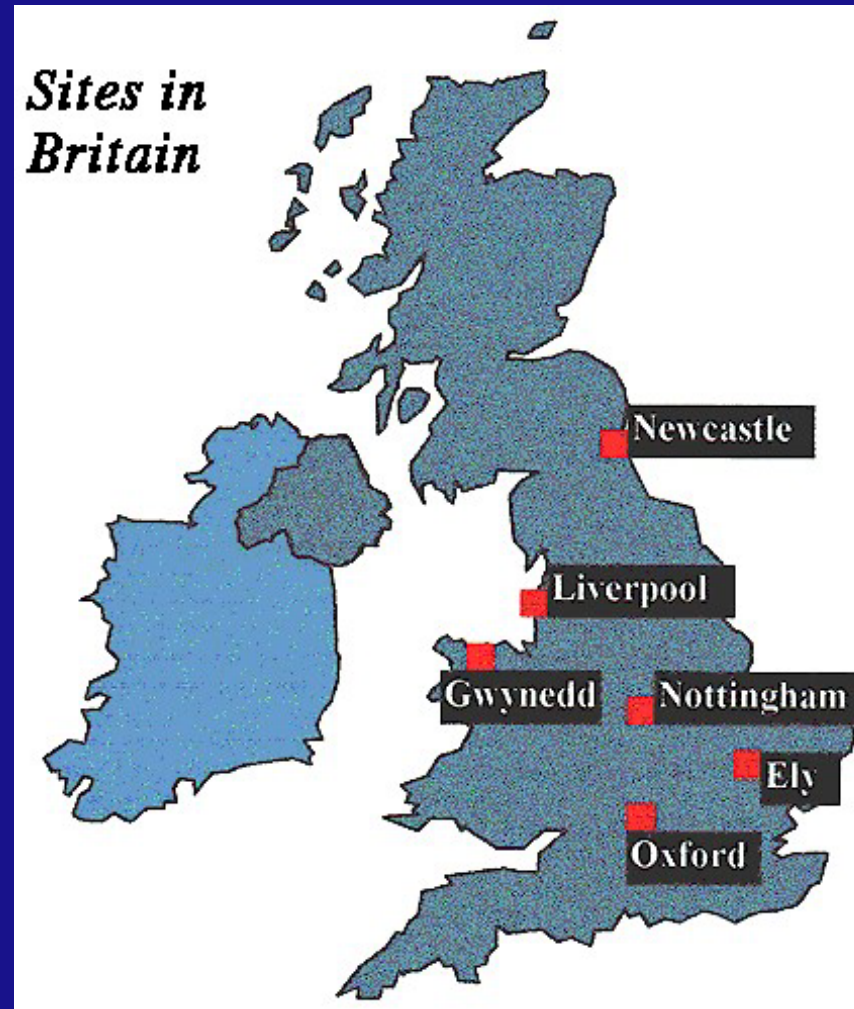 Sites in
Britain
Newcastle
Liverpool
Gwynedd
Nottingham
Ely
Oxford